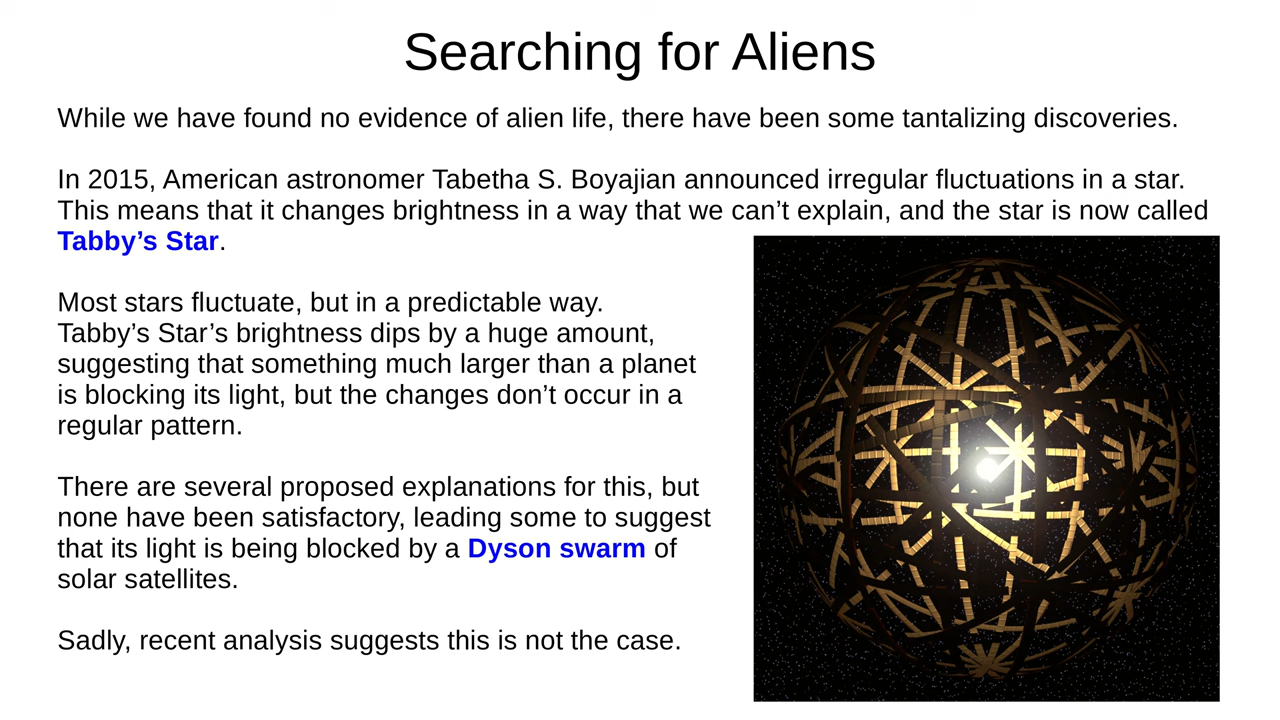 Searching for Aliens
While we have found no evidence of alien life, there have been some tantalizing discoveries.
In 2015, American astronomer Tabetha S. Boyajian announced irregular fluctuations in a star.
This means that it changes brightness in a way that we can’t explain, and the star is now called
Tabby’s Star.
Most stars fluctuate, but in a predictable way.
Tabby’s Star’s brightness dips by a huge amount,
suggesting that something much larger than a planet
is blocking its light, but the changes don’t occur in a
regular pattern.
There are several proposed explanations for this, but
none have been satisfactory, leading some to suggest
that its light is being blocked by a Dyson swarm of
solar satellites.
Sadly, recent analysis suggests this is not the case.